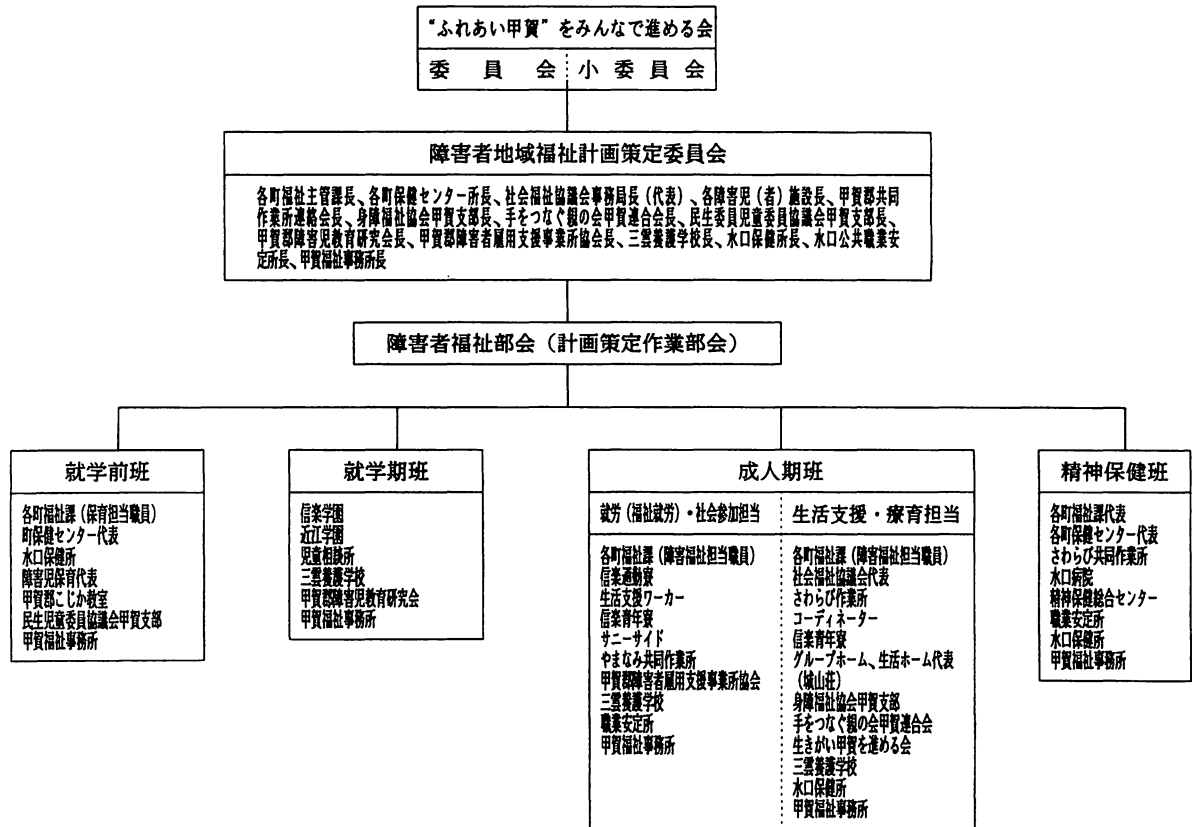 “ふれあい甲賀”をみんなで進める会
委員会 小委員会
障害者地域福祉計画策定委員会
各町福祉主管課長、各町保健センター所長、社会福祉協議会事務局長(代表)、各障害児(者)施設長、甲賀郡共同
作業所連絡会長、身障福祉協会甲賀支部長、手をつなぐ親の会甲賀連合会長、民生委員児童委員協議会甲賀支部長、
甲賀郡障害児教育研究会長、甲賀郡障害者雇用支援事業所協会長、三雲養護学校長、水口保健所長、水口公共職業安
定所長、甲賀福祉事務所長
障害者福祉部会(計画策定作業部会)
就学前班
各町福祉課(保育担当職員)
町保健センター代表
水口保健所
障害児保育代表
甲賀郡こじか教室
民生児童委員協議会甲賀支部
甲賀福祉事務所
就学期班
信楽学園
近江学園
児童相談所
三雲養護学校
甲賀郡障害児教育研究会
甲賀福祉事務所
成人期班
就労(福祉就労)・社会参加担当
各町福祉課(障害福祉担当職員)
信楽通勤寮
生活支援ワーカー
信楽青年寮
サニーサイド
やまなみ共同作業所
甲賀郡障害者雇用支援事業所協会
三雲養護学校
職業安定所
甲賀福祉事務所
生活支援・療育担当
各町福祉課(障害福祉担当職員)
社会福祉協議会代表
さわらび作業所
コーディネーター
信楽青年寮
グループホーム、生活ホーム代表
(城山荘)
身障福祉協会甲賀支部
手をつなぐ親の会甲賀連合会
生きがい甲賀を進める会
三雲養護学校
水口保健所
甲賀福祉事務所
精神保健班
各町福祉課代表
各町保健センター代表
さわらび共同作業所
水口病院
精神保健総合センター
職業安定所
水口保健所
甲賀福祉事務所